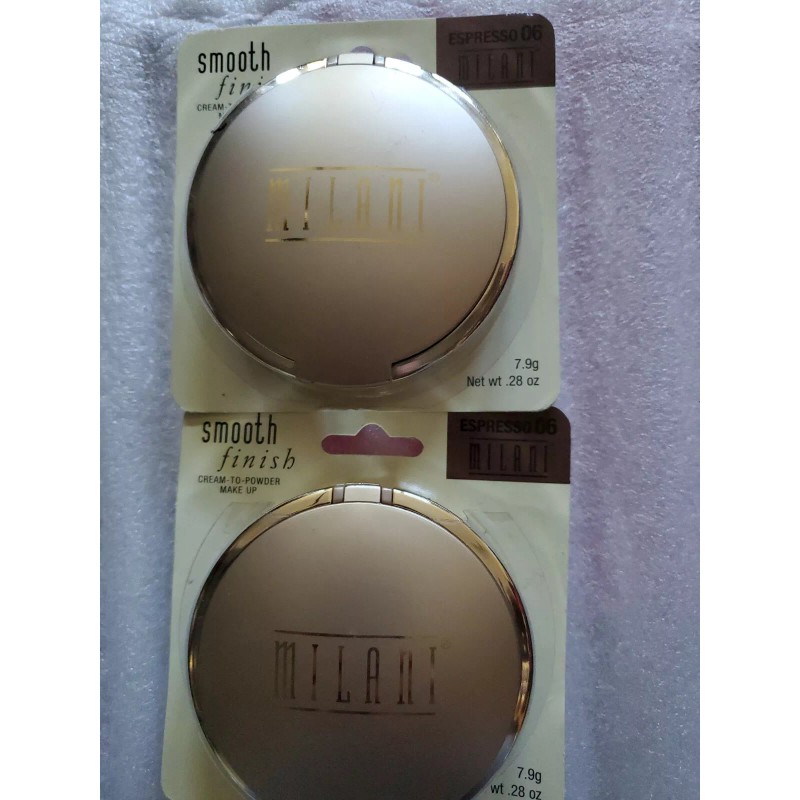 smooth
finish
CREAM-T
ESPRESSO 06
MILANI
MILANI
7.9g
Net wt .28 oz
smooth
finish
CREAM-TO-POWDER
MAKE UP
ESPRESSO 06
MILANI
MILANI
7.9g
wt .28 oz